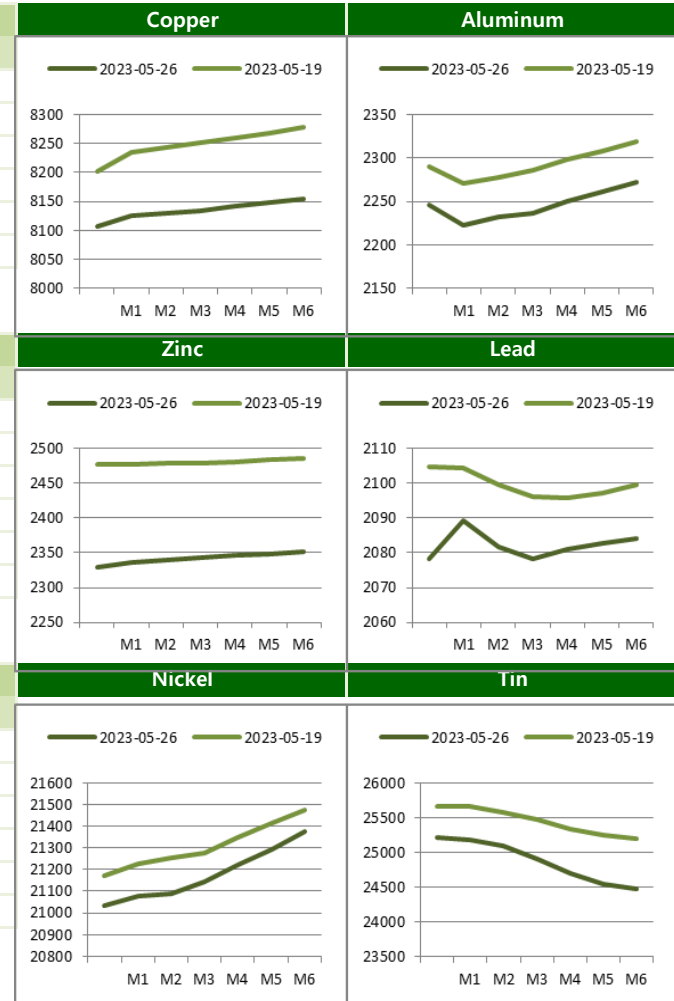 Copper Aluminum
2023-05-26 2023-05-19 2023-05-26 2023-05-19
8300 2350
8250
8200 2300
8150 2250
8100
8050 2200
8000 2150
M1 M2 M3 M4 M5 M6 M1 M2 M3 M4 M5 M6
Zinc Lead
2023-05-26 2023-05-19 2023-05-26 2023-05-19
2500 2110
2450 2100
2400 2090
2350 2080
2300 2070
2250 2060
M1 M2 M3 M4 M5 M6 M1 M2 M3 M4 M5 M6
Nickel Tin
2023-05-26 2023-05-19 2023-05-26 2023-05-19
21600 26000
21500
21400 25500
21300
21200 25000
21100 24500
21000
20900 24000
20800 23500
M1 M2 M3 M4 M5 M6 M1 M2 M3 M4 M5 M6